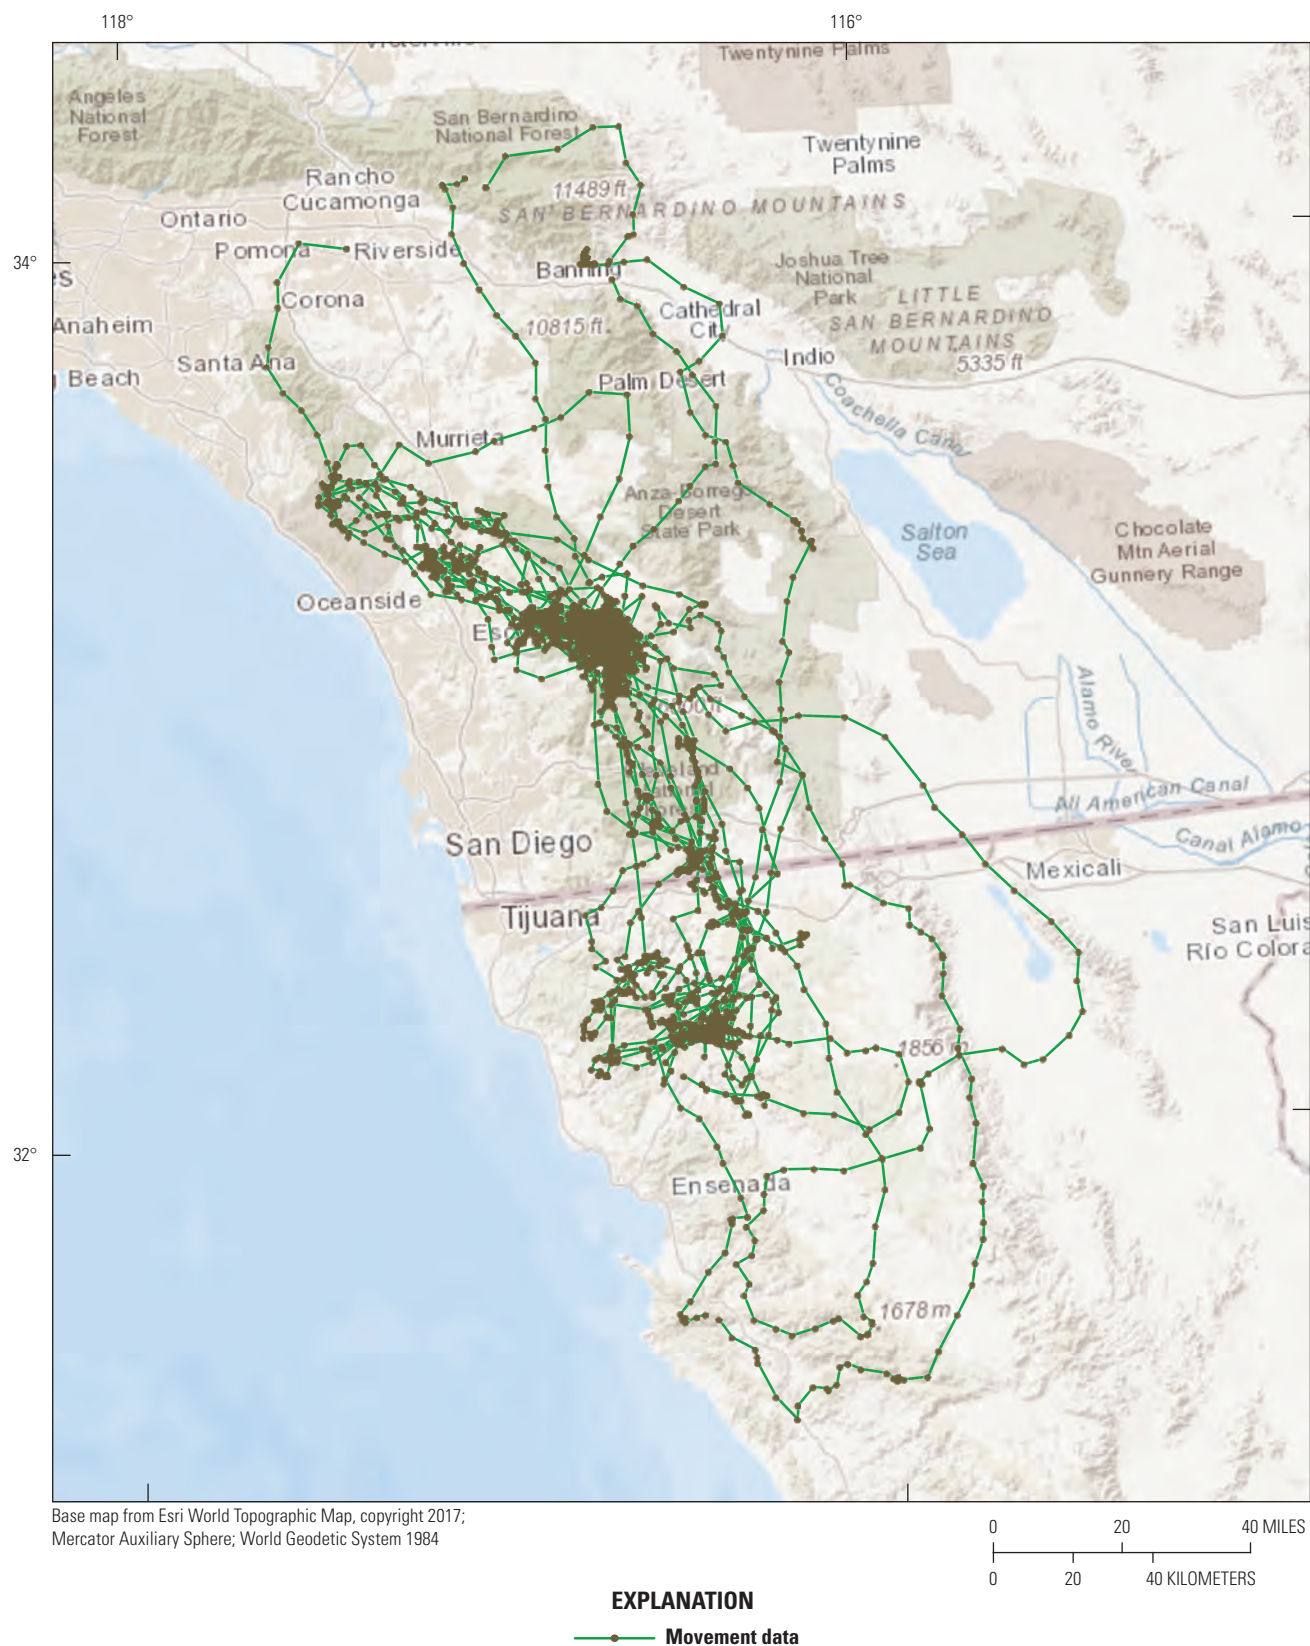 118°
116°
Twentynine Palms
Angeles
National
Forest
San Bernardino
National Forest
Twentynine
Palms
Rancho
Cucamonga
11489 ft
SAN BERNARDINO MOUNTAINS
Ontario
Pomona
Riverside
34°
Banning
Joshua Tree
National
Park
LITTLE
SAN BERNARDINO
MOUNTAINS
5335 ft
Corona
Cathedral
City
Anaheim
10815 ft
Indio
Santa Ana
Beach
Palm Desert
Coachella Canal
Murrieta
Anza-Borrego
Desert
State Park
Salton
Sea
Chocolate
Mtn Aerial
Gunnery Range
Oceanside
Alamo River
All American Canal
San Diego
Canal Alamo
Mexicali
Tijuana
San Luis
Río Colora
1856 m
32°
Ensenada
1678 m
Base map from Esri World Topographic Map, copyright 2017;
Mercator Auxiliary Sphere; World Geodetic System 1984
0 20 40 MILES
0 20 40 KILOMETERS
EXPLANATION
Movement data